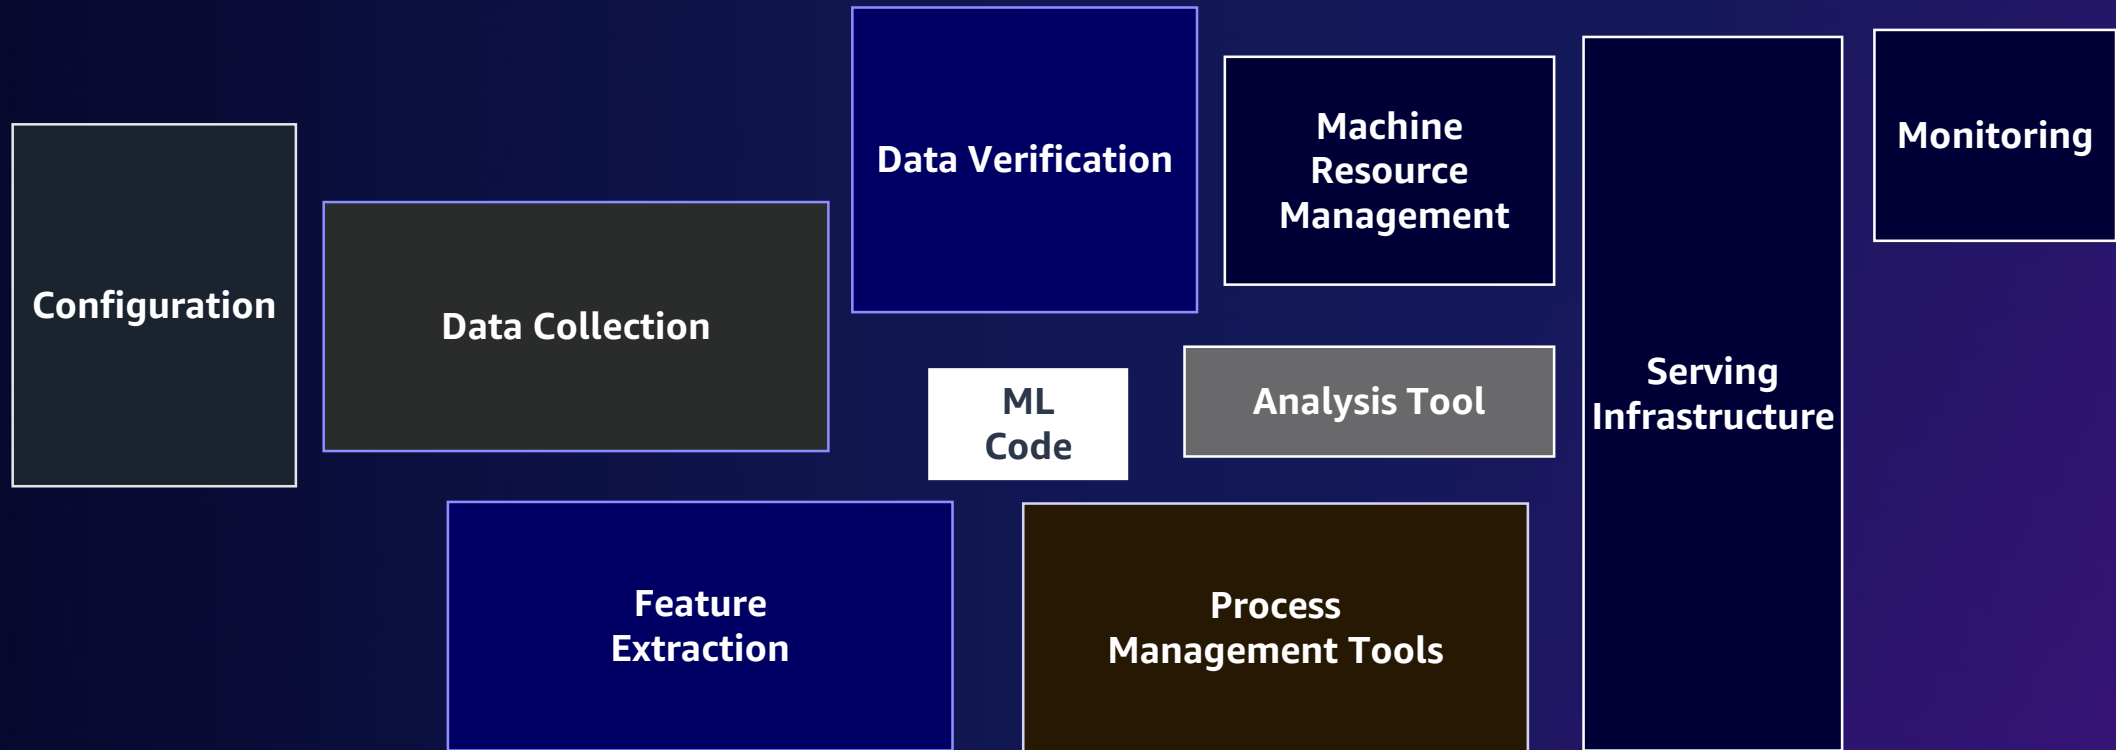 Configuration
Data Collection
Data Verification
Machine
Resource
Management
Monitoring
ML
Code
Analysis Tool
Serving
Infrastructure
Feature
Extraction
Process
Management Tools